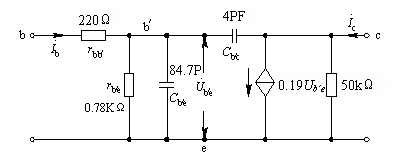 220Ω
b'
4PF
İc
b
İb
rbb'
Cb'c
c
84.7P
U̇b'e
rb'e
Cb'e
0.19U̇b'e
50kΩ
0.78KΩ
e